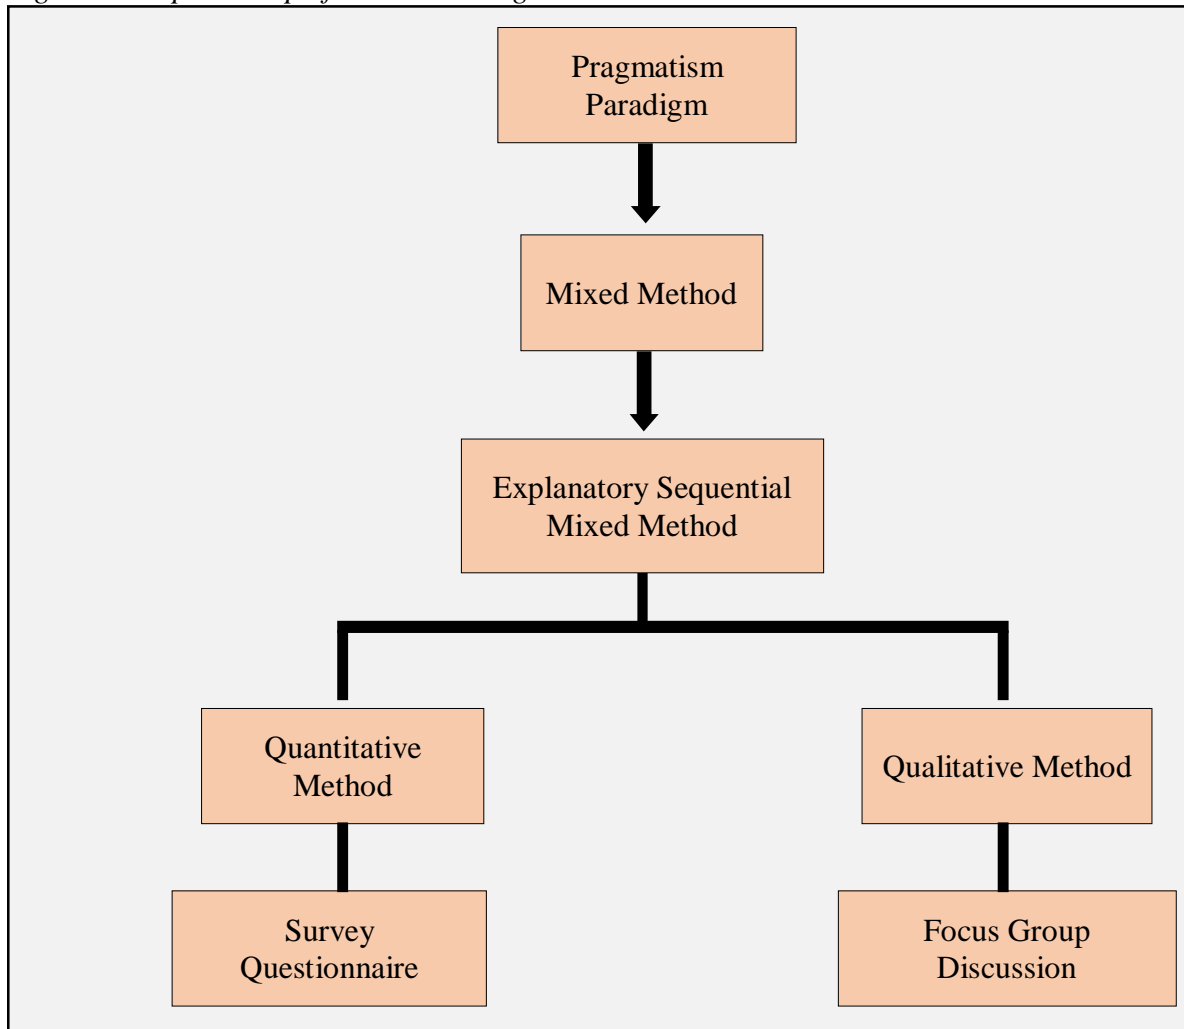 Pragmatism
Paradigm
Mixed Method
Explanatory Sequential
Mixed Method
Quantitative
Method
Qualitative Method
Survey
Questionnaire
Focus Group
Discussion